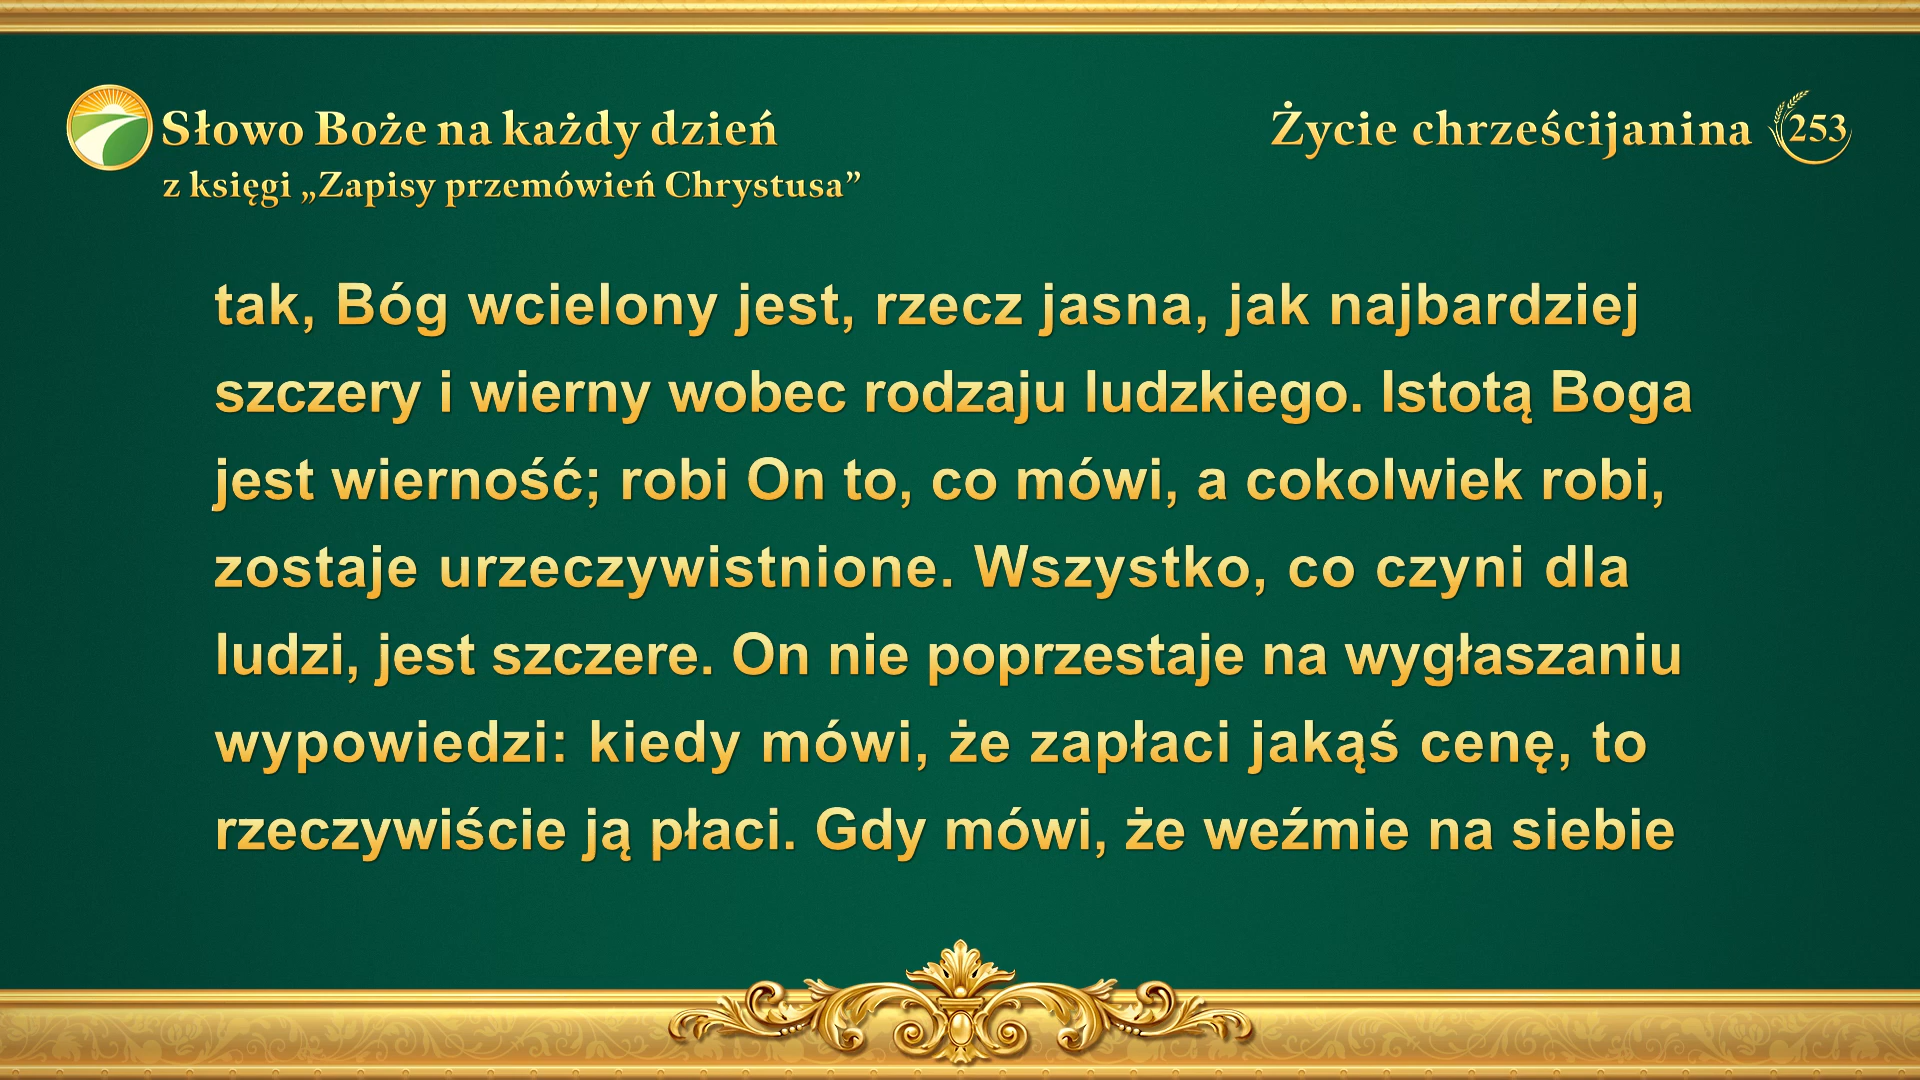 Słowo Boże na każdy dzień
z księgi „Zapisy przemówień Chrystusa”
Życie chrześcijanina 253
tak, Bóg wcielony jest, rzecz jasna, jak najbardziej
szczery i wierny wobec rodzaju ludzkiego. Istotą Boga
jest wierność; robi On to, co mówi, a cokolwiek robi,
zostaje urzeczywistnione. Wszystko, co czyni dla
ludzi, jest szczere. On nie poprzestaje na wygłaszaniu
wypowiedzi: kiedy mówi, że zapłaci jakąś cenę, to
rzeczywiście ją płaci. Gdy mówi, że weźmie na siebie